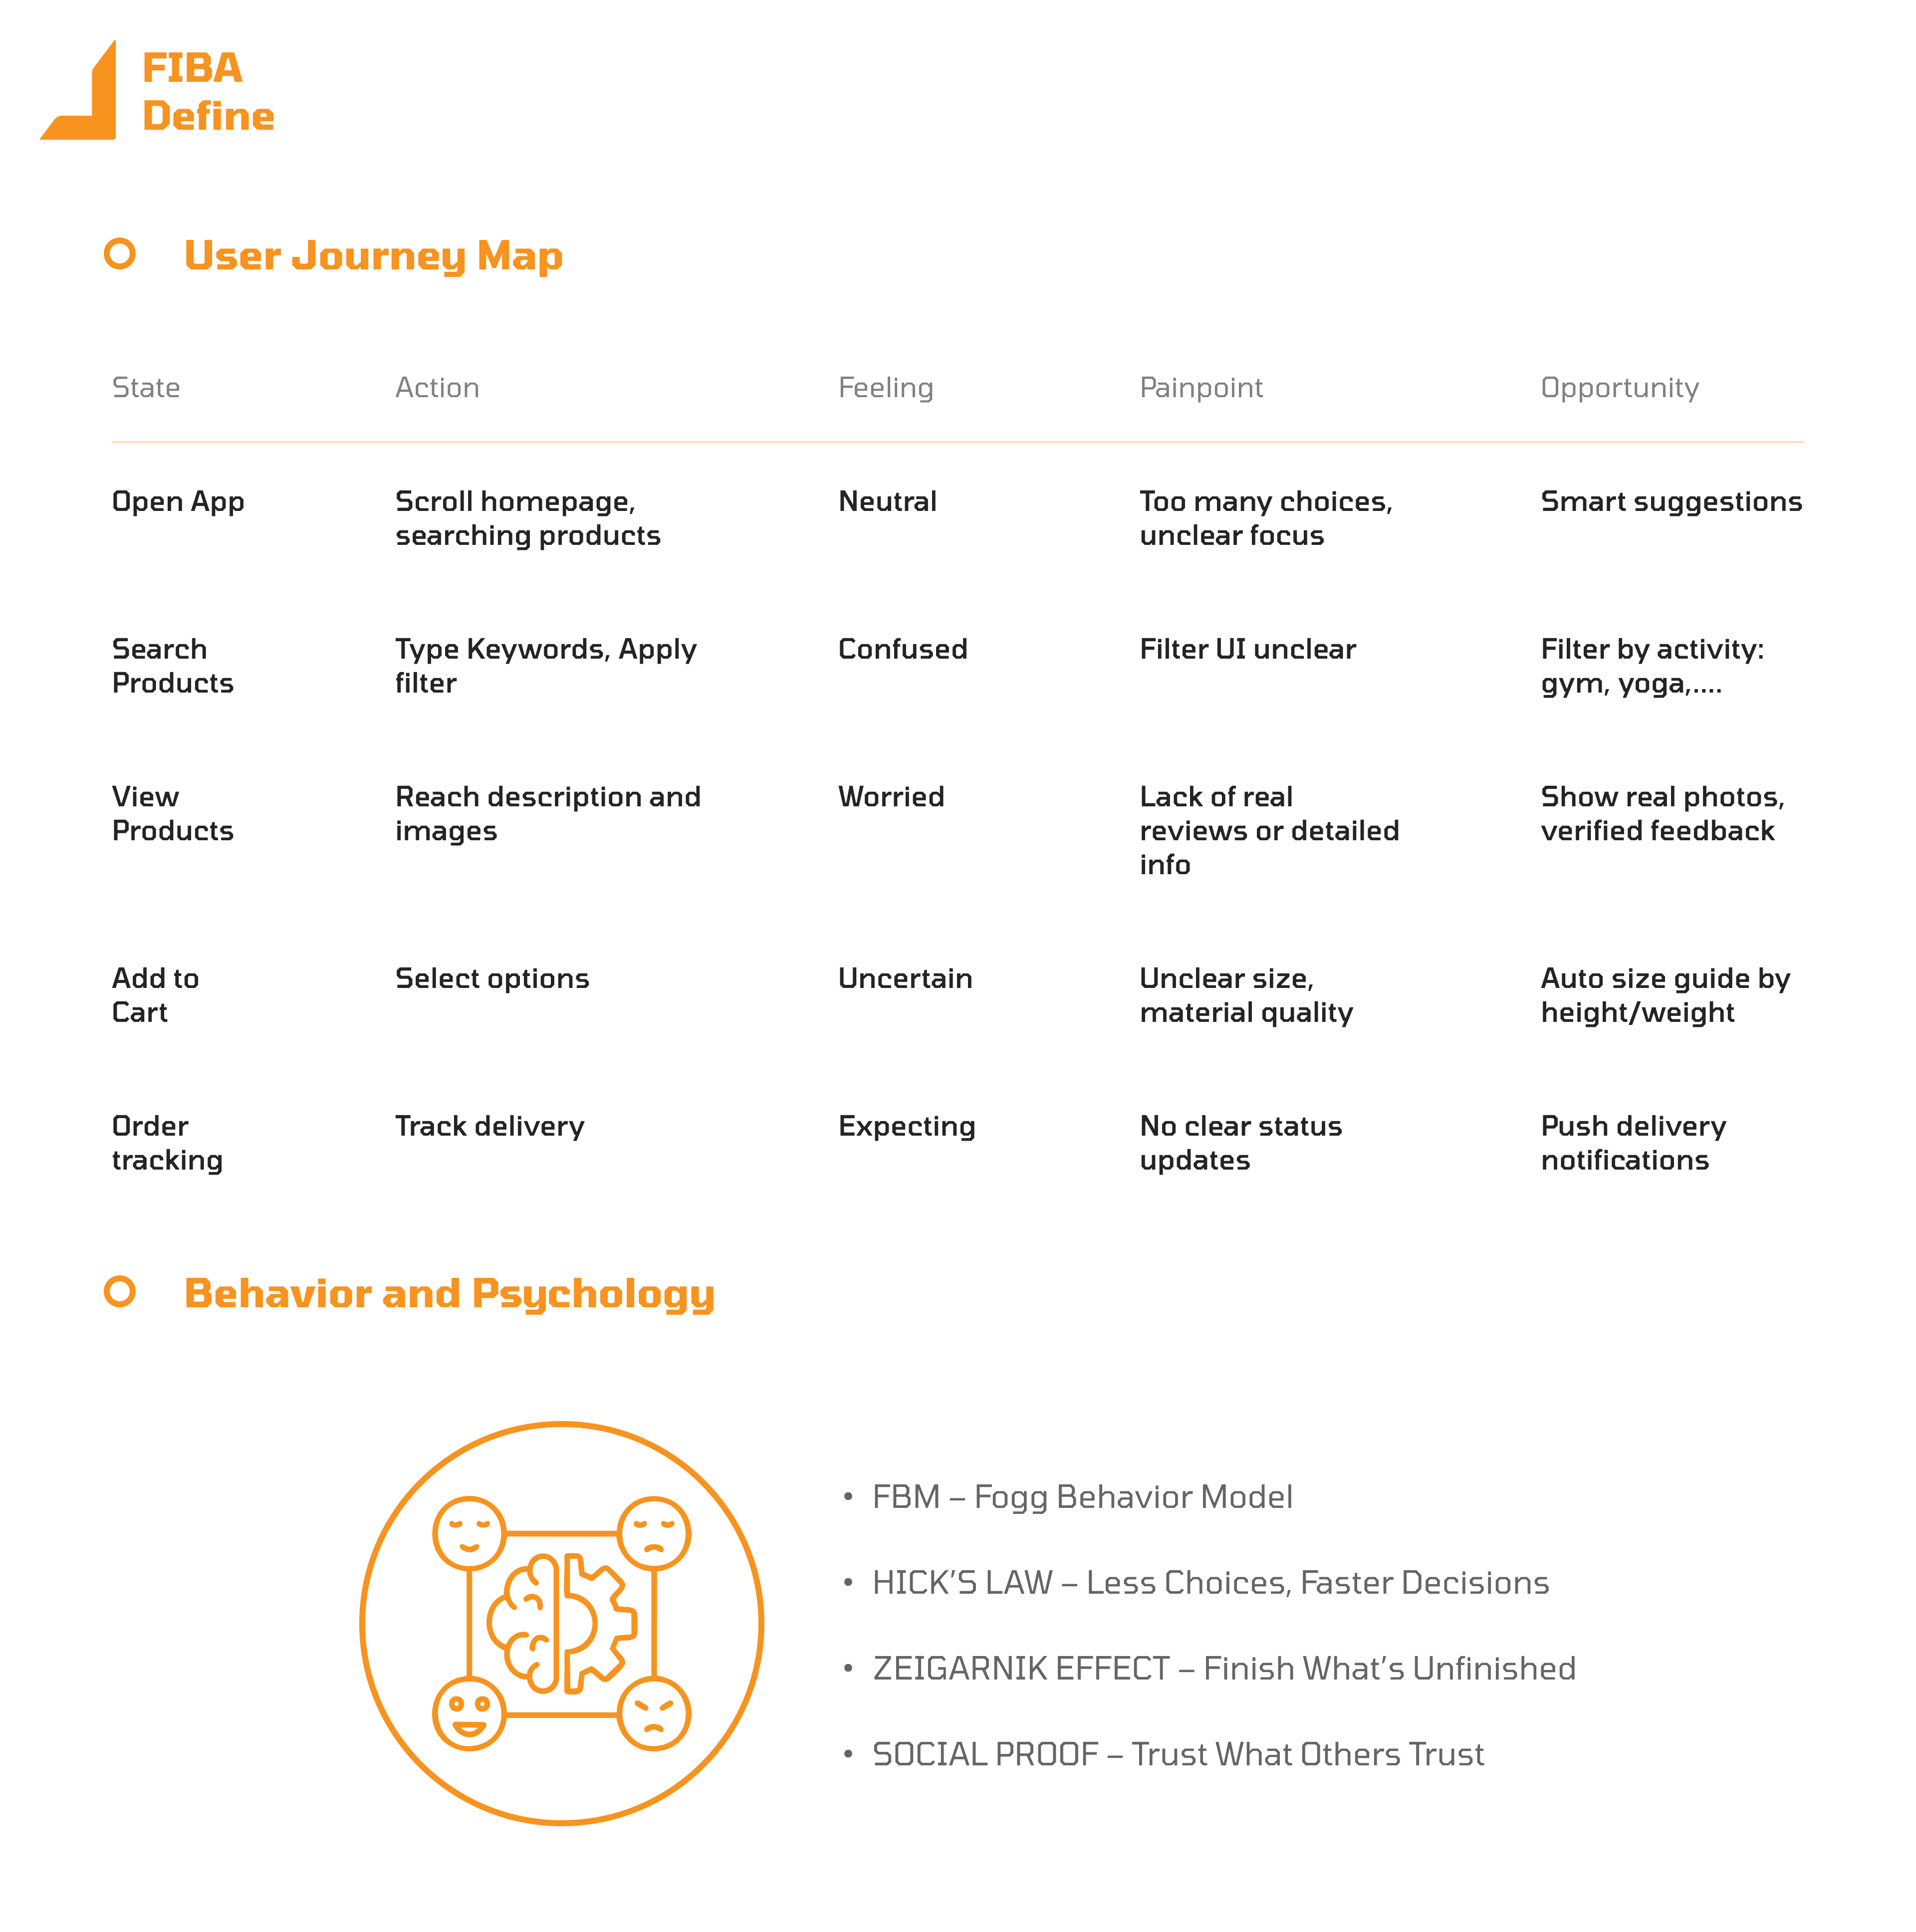 FIBA
Define
User Journey Map
State Action Feeling Painpoint Opportunity
Open App Scroll homepage, Neutral Too many choices, Smart suggestions
searching products unclear focus
Search Type Keywords, Apply Confused Filter UI unclear Filter by activity:
Products filter gym, yoga,....
View Reach description and Worried Lack of real Show real photos,
Products images reviews or detailed verified feedback
info
Add to Select options Uncertain Unclear size, Auto size guide by
Cart material quality height/weight
Order Track delivery Expecting No clear status Push delivery
tracking updates notifications
Behavior and Psychology
• FBM – Fogg Behavior Model
• HICK'S LAW – Less Choices, Faster Decisions
• ZEIGARNIK EFFECT – Finish What's Unfinished
• SOCIAL PROOF – Trust What Others Trust